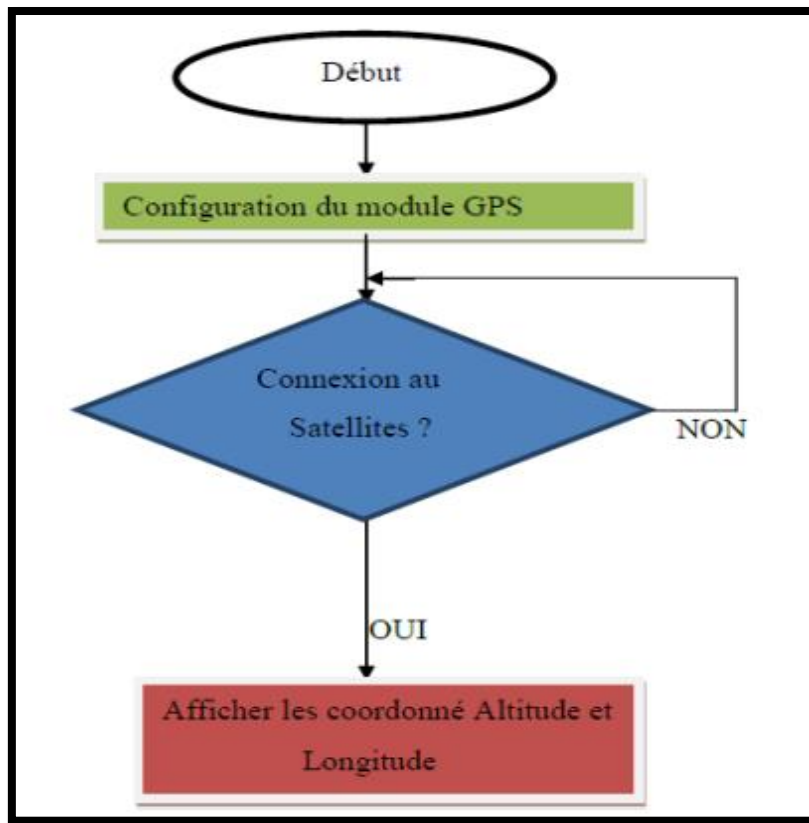 Début
Configuration du module GPS
Connexion au
Satellites ?
NON
OUI
Afficher les coordonné Altitude et
Longitude